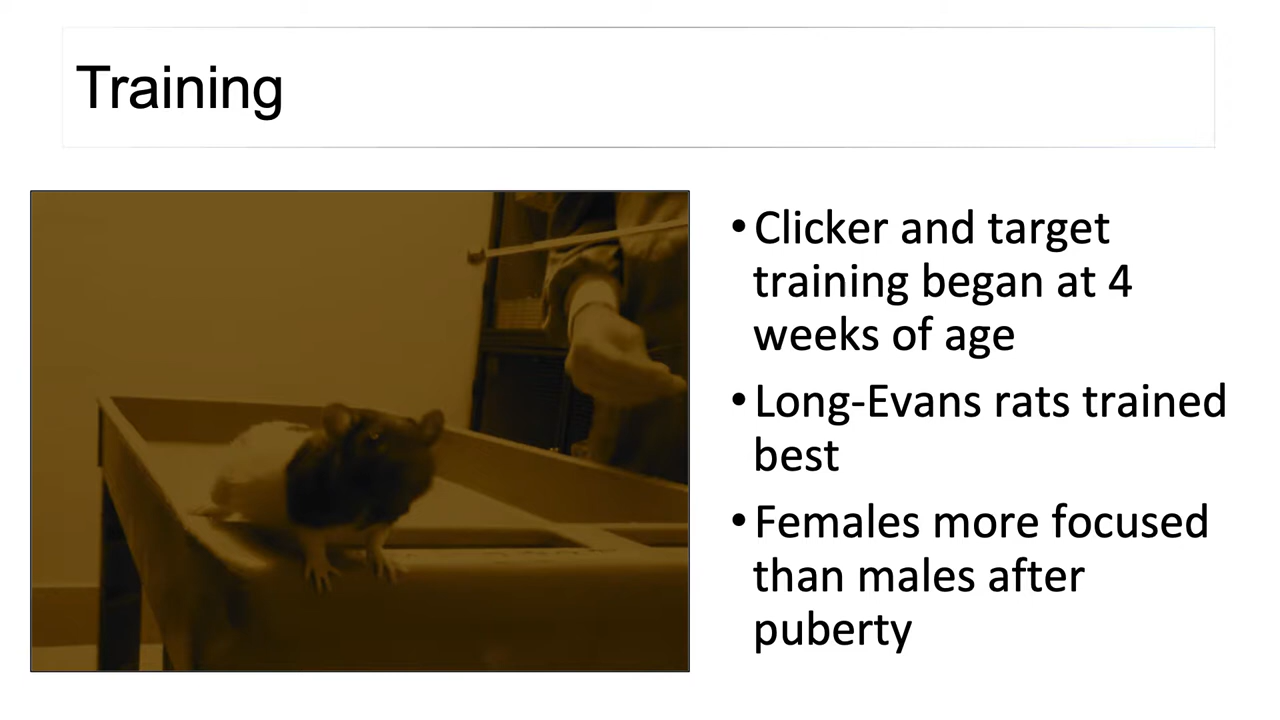 Training
•Clicker and target
training began at 4
weeks of age
•Long-Evans rats trained
best
•Females more focused
than males after
puberty